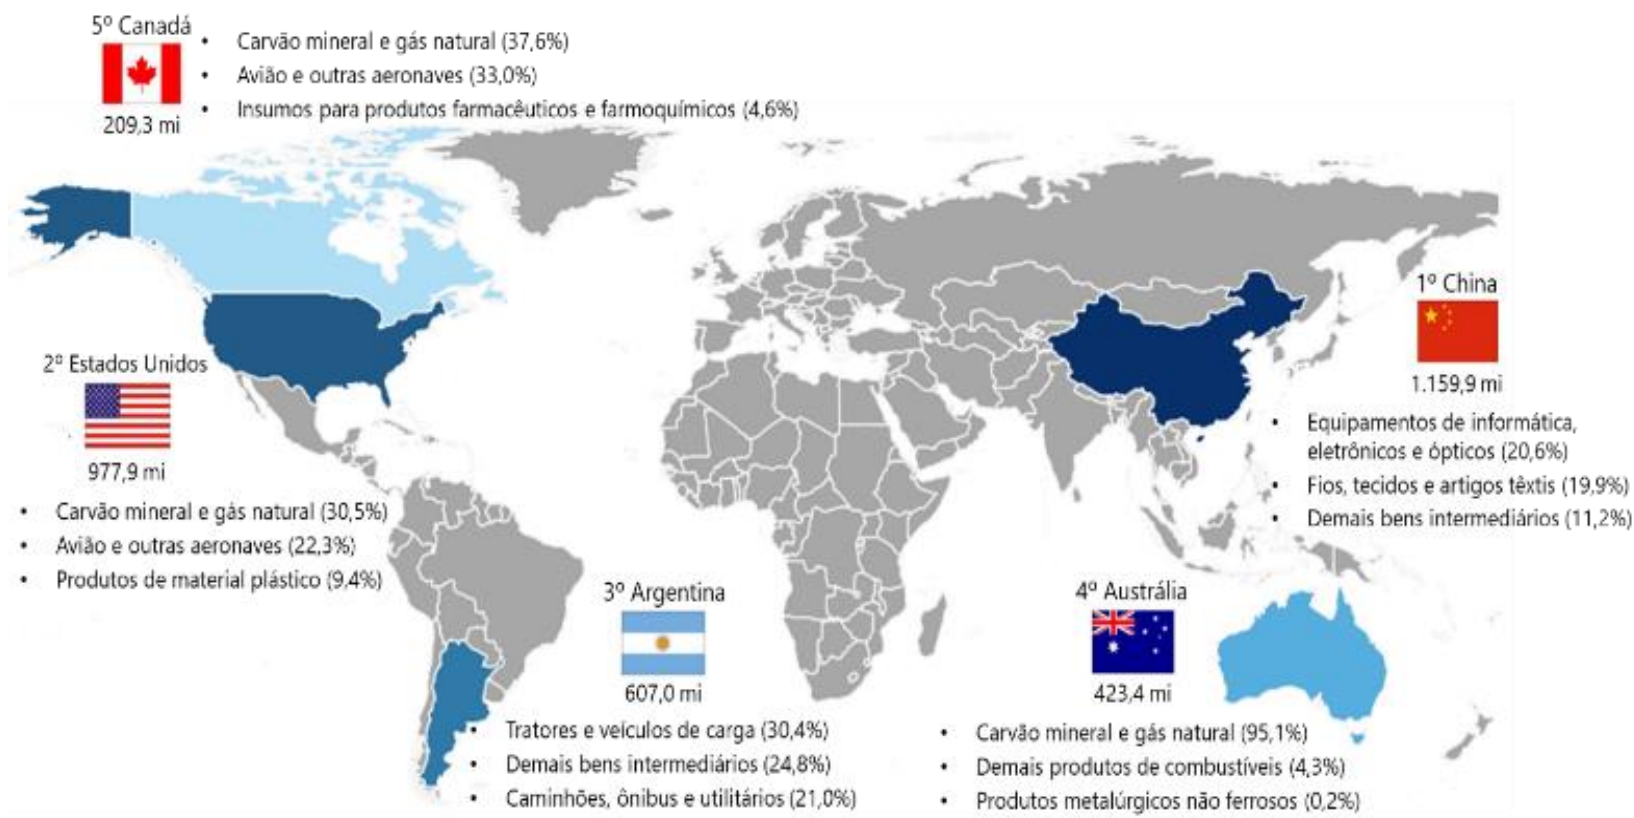 5º Canadá
209,3 mi
• Carvão mineral e gás natural (37,6%)
• Avião e outras aeronaves (33,0%)
• Insumos para produtos farmacêuticos e farmoquímicos (4,6%)
1º China
1.159,9 mi
• Equipamentos de informática,
eletrônicos e ópticos (20,6%)
• Fios, tecidos e artigos têxtis (19,9%)
• Demais bens intermediários (11,2%)
2º Estados Unidos
977,9 mi
• Carvão mineral e gás natural (30,5%)
• Avião e outras aeronaves (22,3%)
• Produtos de material plástico (9,4%)
3º Argentina
607,0 mi
• Tratores e veículos de carga (30,4%)
• Demais bens intermediários (24,8%)
• Caminhões, ônibus e utilitários (21,0%)
4º Austrália
423,4 mi
• Carvão mineral e gás natural (95,1%)
• Demais produtos de combustíveis (4,3%)
• Produtos metalúrgicos não ferrosos (0,2%)